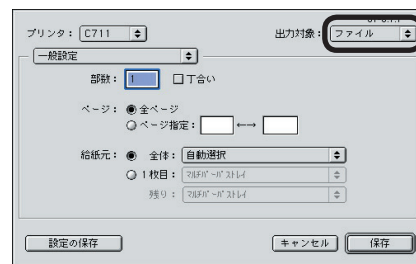 プリンタ： C711 出力対象： ファイル
一般設定
部数： 1 丁合い
ページ： 全ページ
ページ指定： ←→
給紙元： 全体： 自動選択
1枚目： マルチパーパストレイ
残り： マルチパーパストレイ
設定の保存 キャンセル 保存